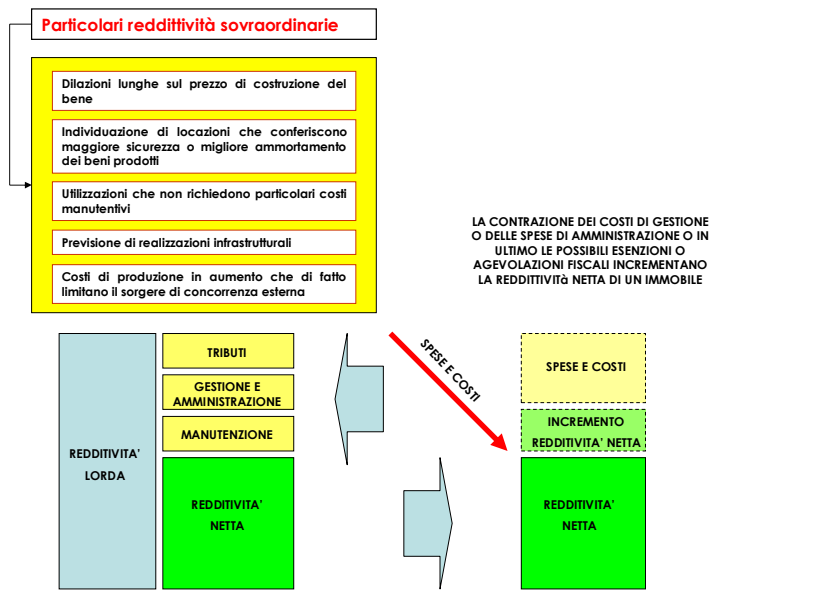 Particolari reddittività sovraordinarie
Dilazioni lunghe sul prezzo di costruzione del
bene
Individuazione di locazioni che conferiscono
maggiore sicurezza o migliore ammortamento
dei beni prodotti
Utilizzazioni che non richiedono particolari costi
manutentivi
Previsione di realizzazioni infrastrutturali
Costi di produzione in aumento che di fatto
limitano il sorgere di concorrenza esterna
LA CONTRAZIONE DEI COSTI DI GESTIONE
O DELLE SPESE DI AMMINISTRAZIONE O IN
ULTIMO LE POSSIBILI ESENZIONI O
AGEVOLAZIONI FISCALI INCREMENTANO
LA REDDITTIVITà NETTA DI UN IMMOBILE
REDDITIVITA'
LORDA
TRIBUTI
GESTIONE E
AMMINISTRAZIONE
MANUTENZIONE
REDDITIVITA'
NETTA
SPESE E COSTI
SPESE E COSTI
INCREMENTO
REDDITIVITA' NETTA
REDDITIVITA'
NETTA